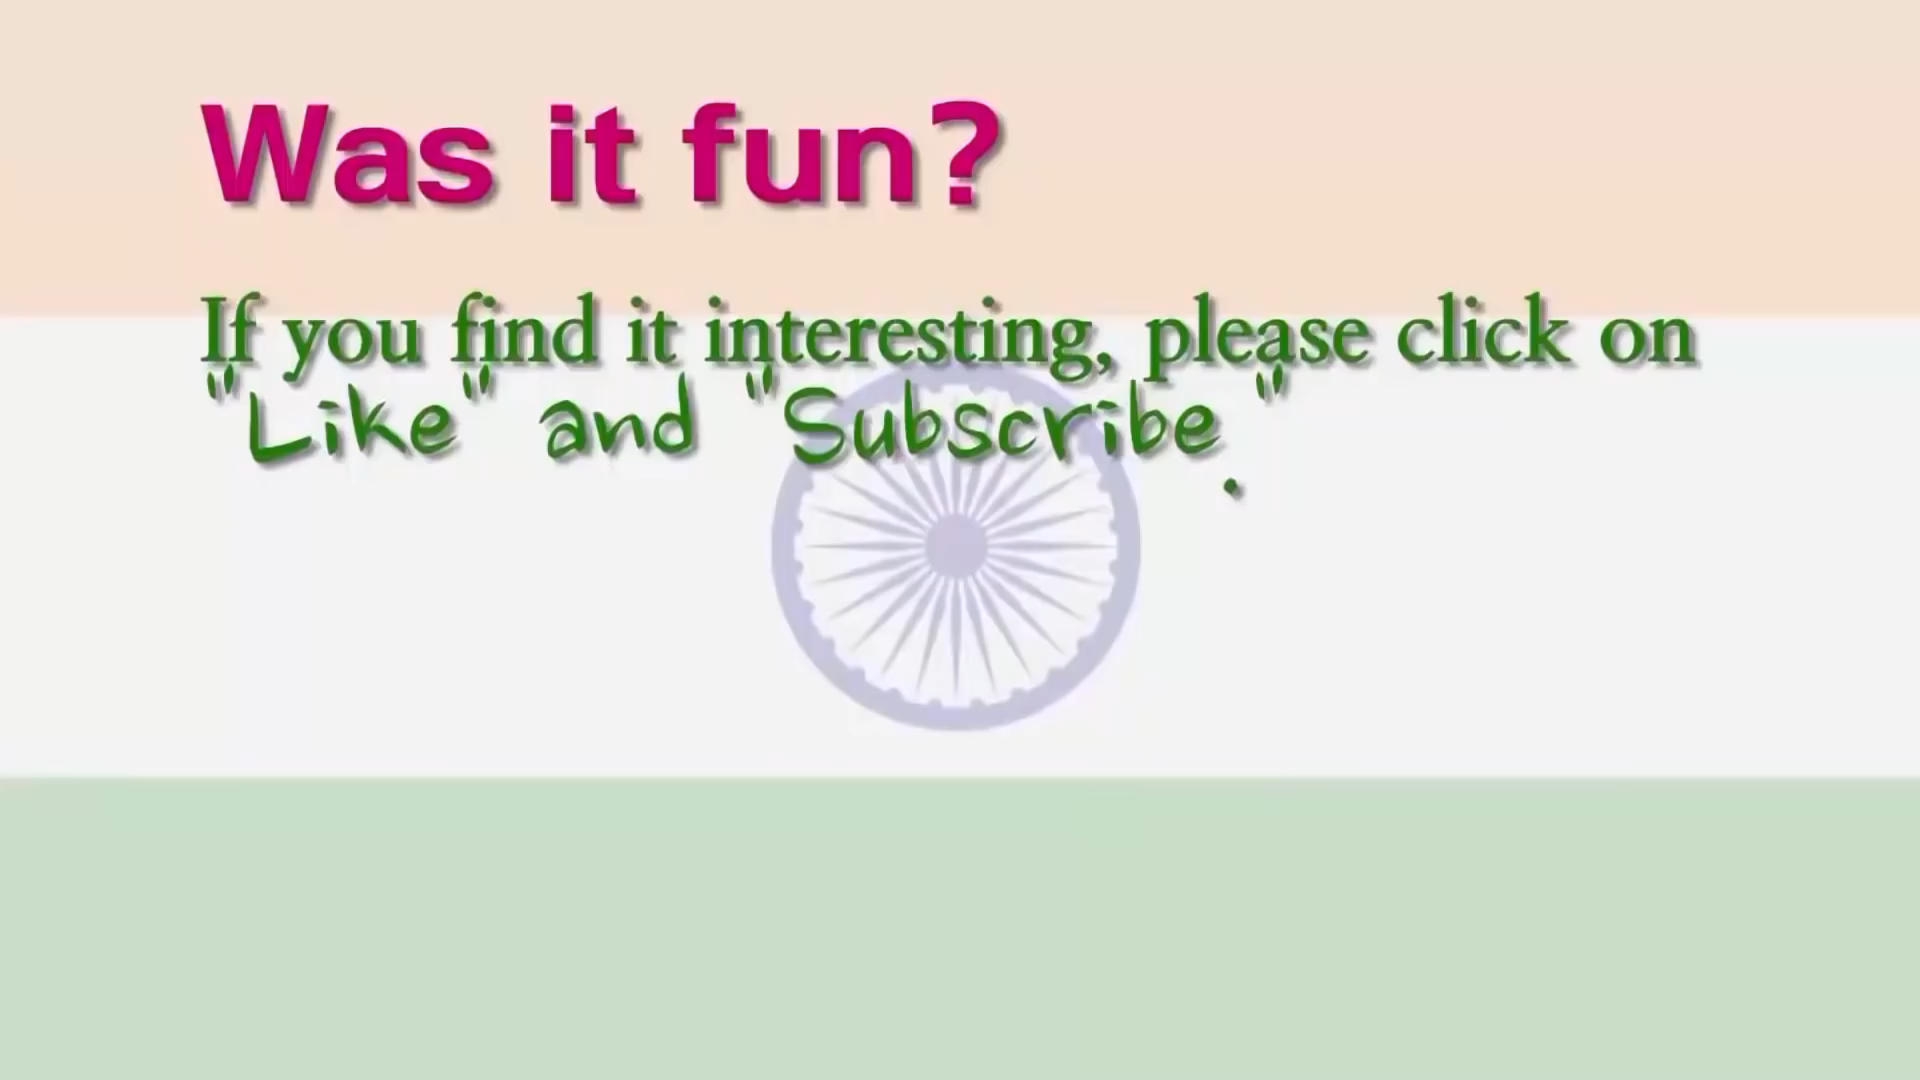 Was it fun?
If you find it interesting, please click on
"Like" and "Subscribe."